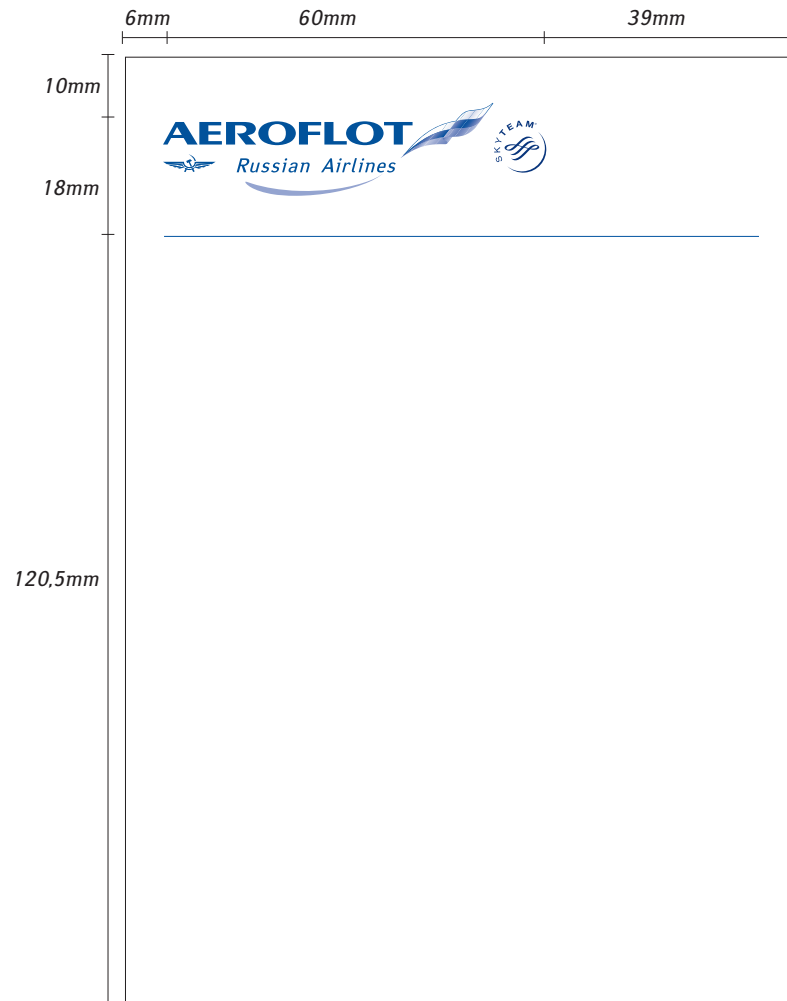 6mm 60mm 39mm
10mm
AEROFLOT
SKYTEAM
Russian Airlines
18mm
120,5mm